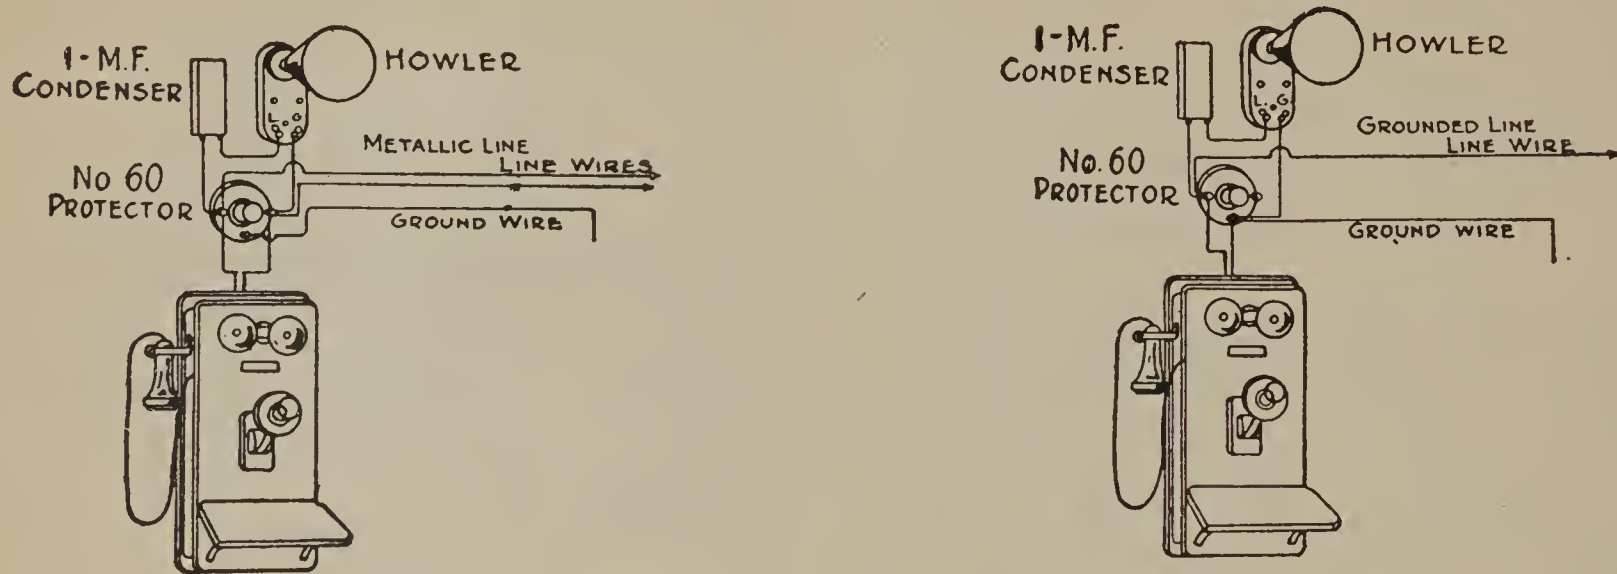 1-M.F.
CONDENSER
HOWLER
L
METALLIC LINE
LINE WIRES
No 60
PROTECTOR
GROUND WIRE
1-M.F.
CONDENSER
HOWLER
L G
GROUNDED LINE
LINE WIRE
No. 60
PROTECTOR
GROUND WIRE